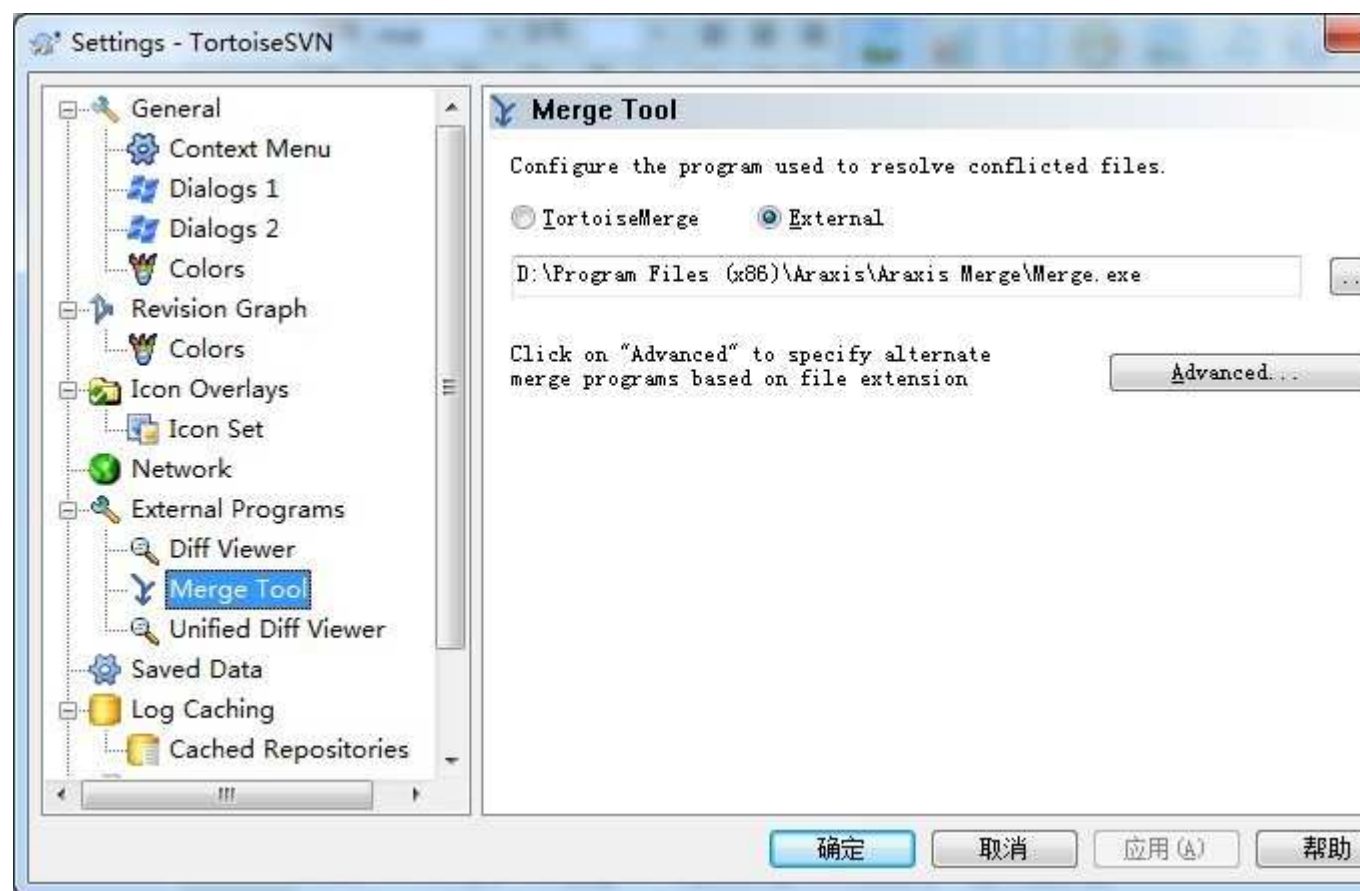 Settings - TortoiseSVN
General
Context Menu
Dialogs 1
Dialogs 2
Colors
Revision Graph
Colors
Icon Overlays
Icon Set
Network
External Programs
Diff Viewer
Merge Tool
Unified Diff Viewer
Saved Data
Log Caching
Cached Repositories
Merge Tool
Configure the program used to resolve conflicted files.
TortoiseMerge External
D:\Program Files (x86)\Araxis\Araxis Merge\Merge.exe
Click on "Advanced" to specify alternate
merge programs based on file extension
Advanced...
确定 取消 应用(A) 帮助